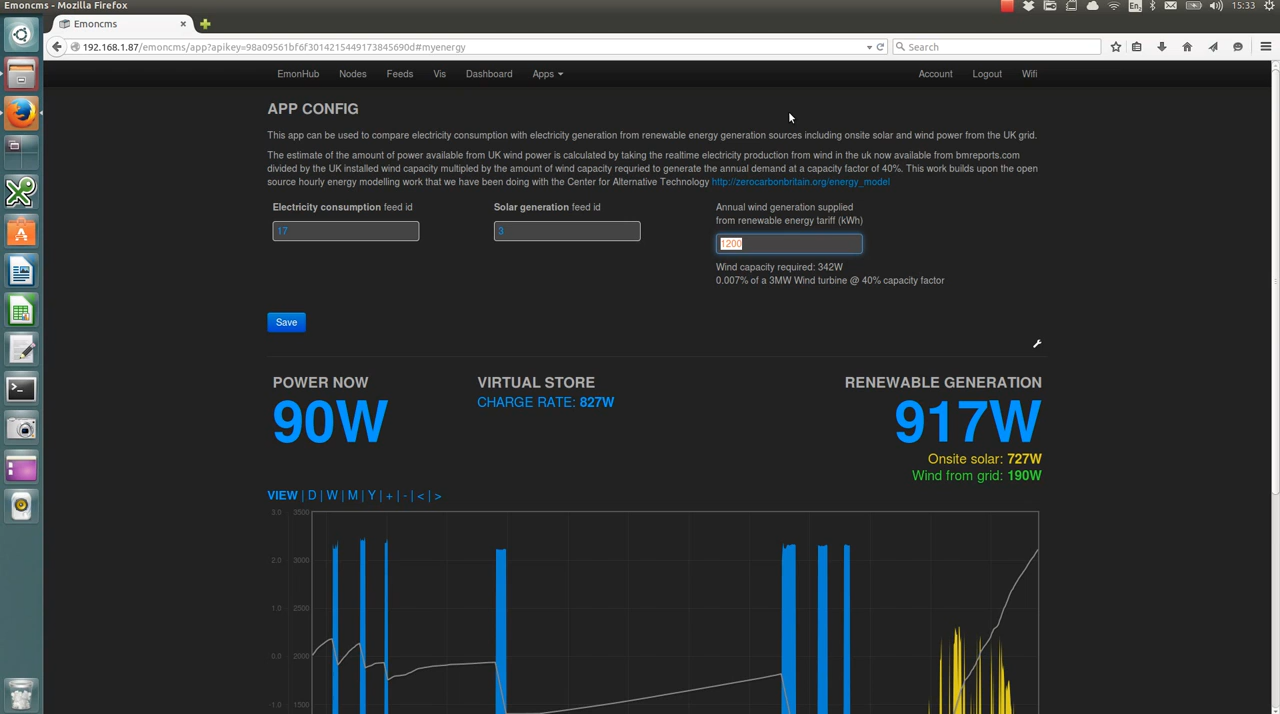 Emoncms - Mozilla Firefox
En
15:33
Emoncms
192.168.1.87/emoncms/app?apikey=98a09561bf6f3014215449173845690d#myenergy
Search
EmonHub Nodes Feeds Vis Dashboard Apps
Account Logout Wifi
APP CONFIG
This app can be used to compare electricity consumption with electricity generation from renewable energy generation sources including onsite solar and wind power from the UK grid.
The estimate of the amount of power available from UK wind power is calculated by taking the realtime electricity production from wind in the uk now available from bmreports.com
divided by the UK installed wind capacity multipled by the amount of wind capacity requried to generate the annual demand at a capacity factor of 40%. This work builds upon the open
source hourly energy modelling work that we have been doing with the Center for Alternative Technology http://zerocarbonbritain.org/energy_model
Electricity consumption feed id
17
Solar generation feed id
3
Annual wind generation supplied
from renewable energy tariff (kWh)
1200
Wind capacity required: 342W
0.007% of a 3MW Wind turbine @ 40% capacity factor
Save
POWER NOW
90W
VIRTUAL STORE
CHARGE RATE: 827W
RENEWABLE GENERATION
917W
Onsite solar: 727W
Wind from grid: 190W
VIEW | D | W | M | Y | + | - | < | >
3.0 3500
2.0 3000
1.0 2500
0.0 2000
-1.0 1500